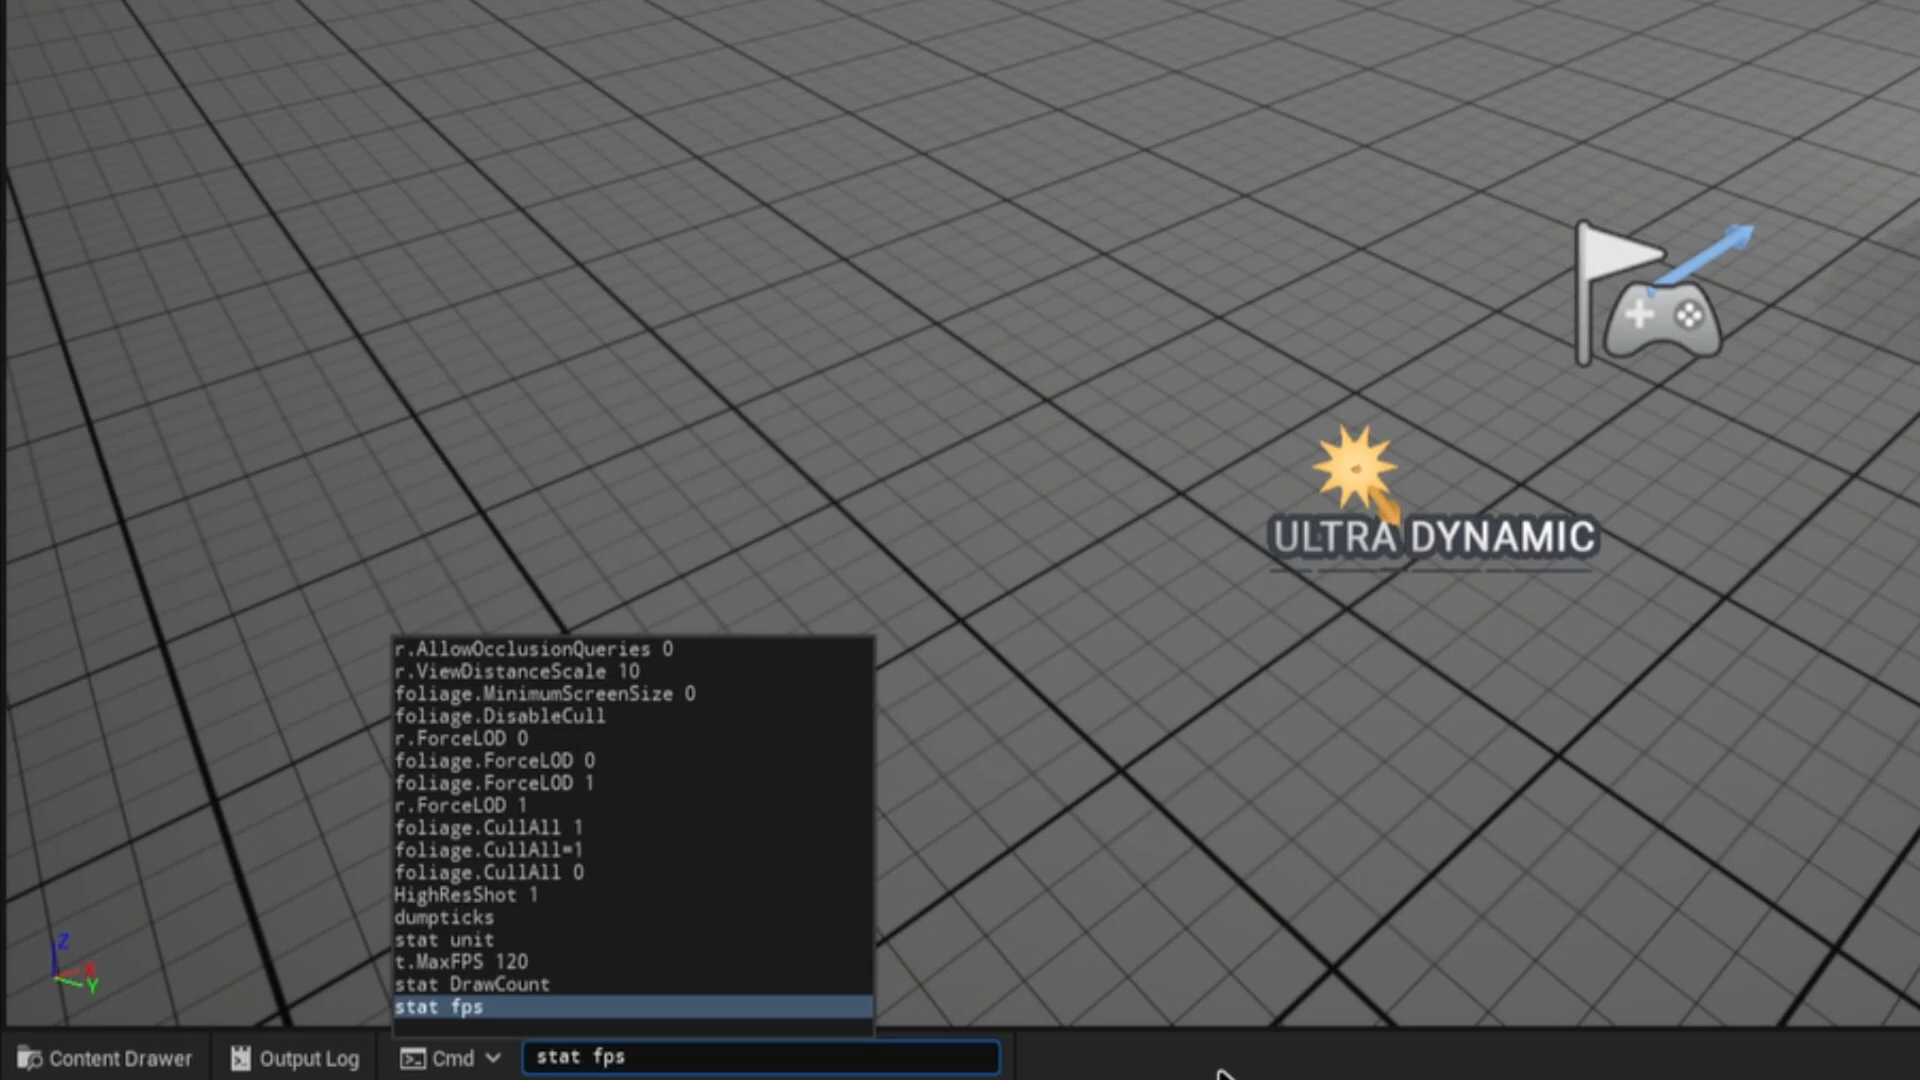 ULTRA DYNAMIC
r.AllowOcclusionQueries 0
r.ViewDistanceScale 10
foliage.MinimumScreenSize 0
foliage.DisableCull
r.ForceLOD 0
foliage.ForceLOD 0
foliage.ForceLOD 1
r.ForceLOD 1
foliage.CullAll 1
foliage.CullAll=1
foliage.CullAll 0
HighResShot 1
dumpticks
stat unit
t.MaxFPS 120
stat DrawCount
stat fps
Z
X
Y
Content Drawer
Output Log
Cmd
stat fps